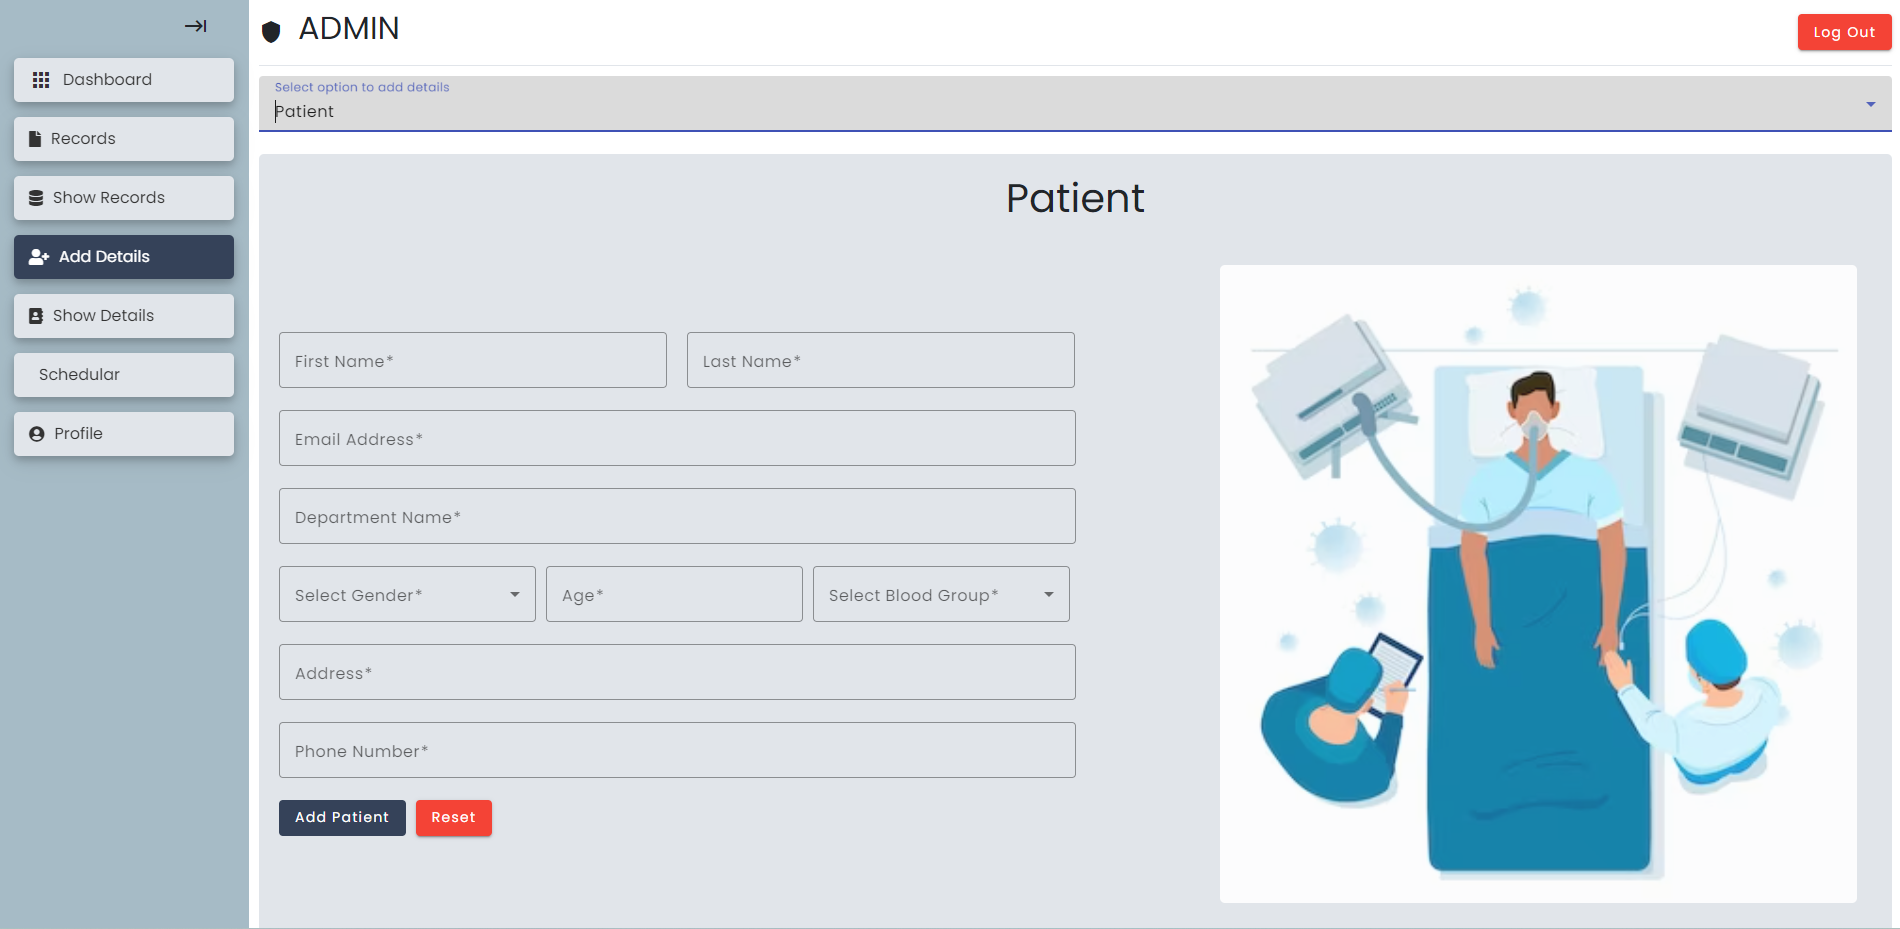 ADMIN
Log Out
Dashboard
Records
Show Records
Add Details
Show Details
Schedular
Profile
Select option to add details
Patient
Patient
First Name*
Last Name*
Email Address*
Department Name*
Select Gender*
Age*
Select Blood Group*
Address*
Phone Number*
Add Patient
Reset